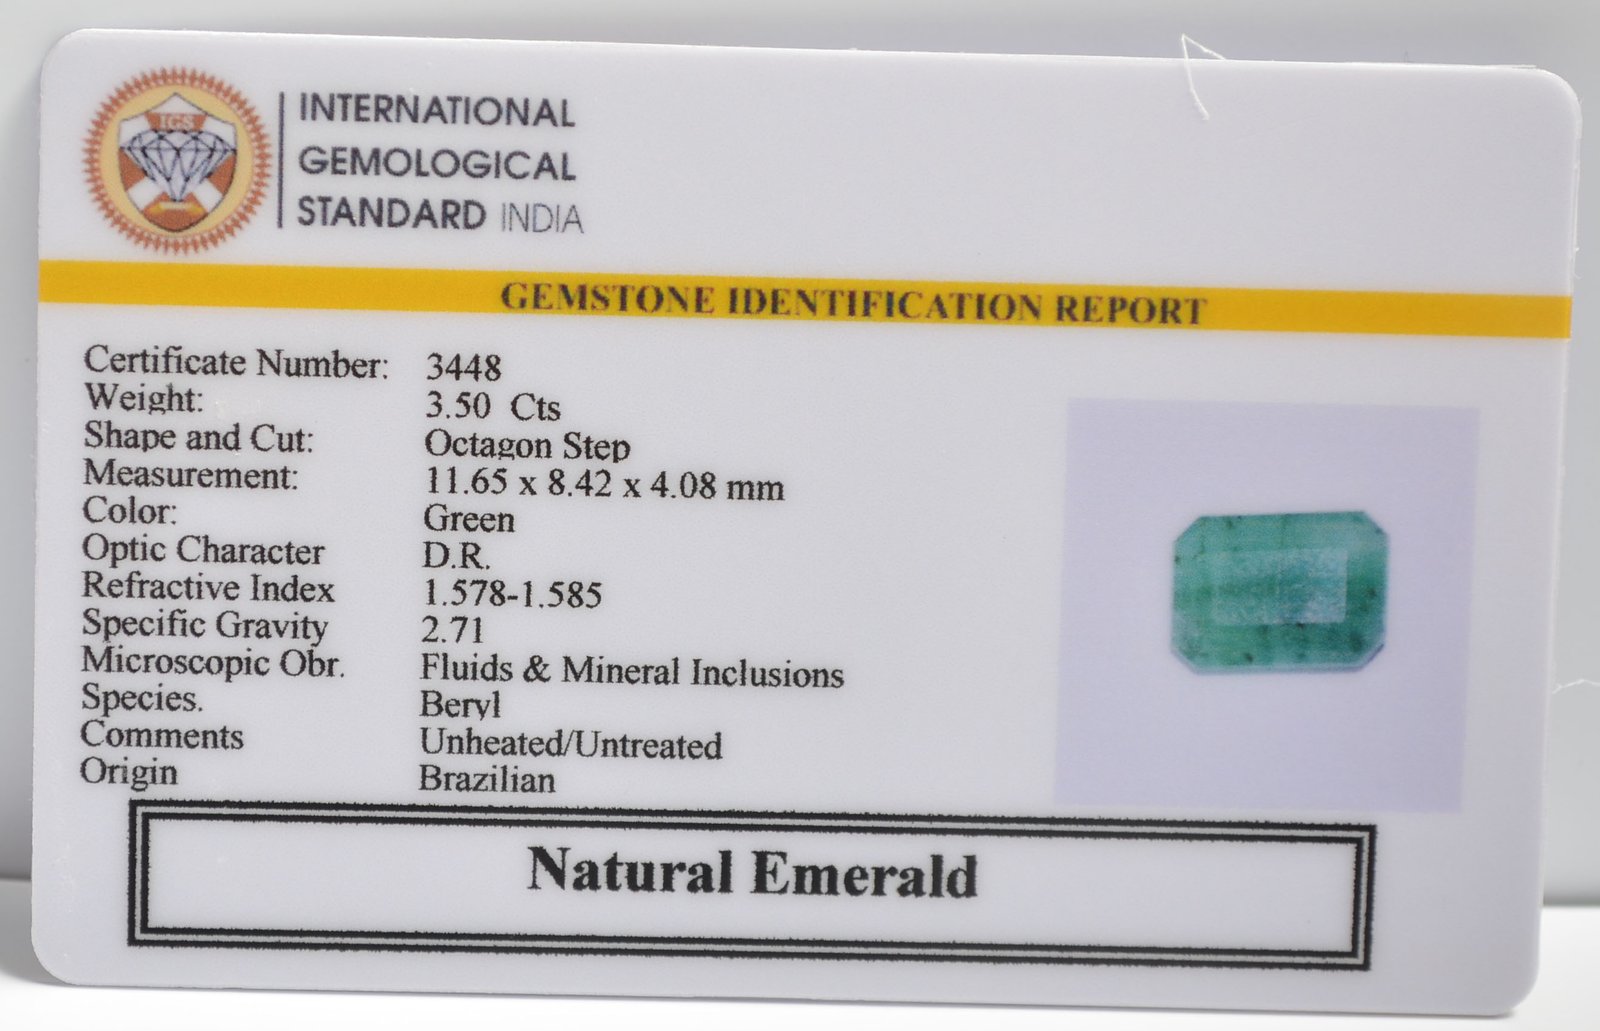 IGS
INTERNATIONAL
GEMOLOGICAL
STANDARD INDIA
GEMSTONE IDENTIFICATION REPORT
Certificate Number: 3448
Weight: 3.50 Cts
Shape and Cut: Octagon Step
Measurement: 11.65 x 8.42 x 4.08 mm
Color: Green
Optic Character D.R.
Refractive Index 1.578-1.585
Specific Gravity 2.71
Microscopic Obr. Fluids & Mineral Inclusions
Species. Beryl
Comments Unheated/Untreated
Origin Brazilian
Natural Emerald